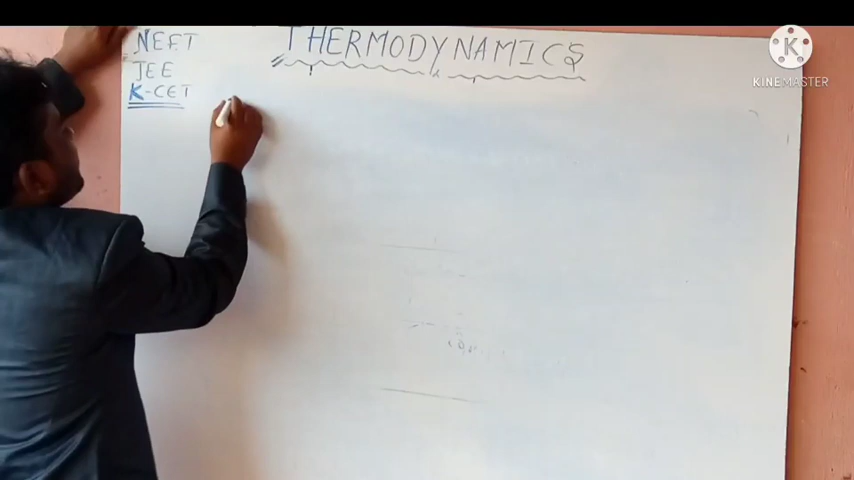 NEET
JEE
K-CET
THERMODYNAMICS
K
KINEMASTER